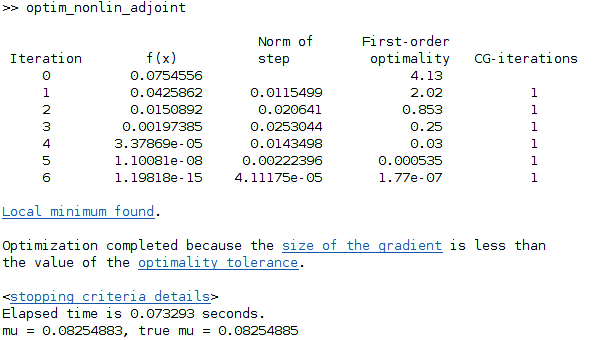 >> optim_nonlin_adjoint
Norm of First-order
Iteration f(x) step optimality CG-iterations
0 0.0754556 4.13
1 0.0425862 0.0115499 2.02 1
2 0.0150892 0.020641 0.853 1
3 0.00197385 0.0253044 0.25 1
4 3.37869e-05 0.0143498 0.03 1
5 1.10081e-08 0.00222396 0.000535 1
6 1.19818e-15 4.11175e-05 1.77e-07 1
Local minimum found.
Optimization completed because the size of the gradient is less than
the value of the optimality tolerance.
<stopping criteria details>
Elapsed time is 0.073293 seconds.
mu = 0.08254883, true mu = 0.08254885